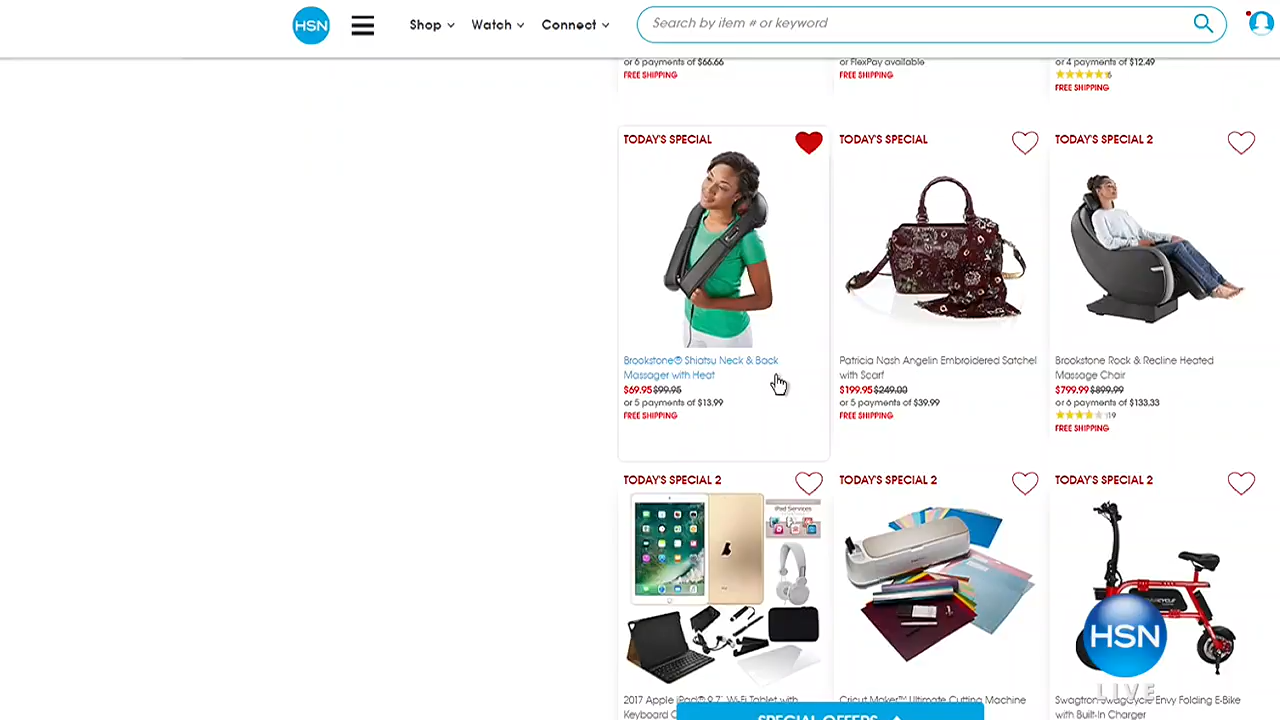 HSN
Shop
Watch
Connect
Search by item # or keyword
or 6 payments of $66.66
FREE SHIPPING
or FlexPay available
FREE SHIPPING
or 4 payments of $12.49
6
FREE SHIPPING
TODAY'S SPECIAL
Brookstone® Shiatsu Neck & Back
Massager with Heat
$69.95 $99.95
or 5 payments of $13.99
FREE SHIPPING
TODAY'S SPECIAL
Patricia Nash Angelin Embroidered Satchel
with Scarf
$199.95 $249.00
or 5 payments of $39.99
FREE SHIPPING
TODAY'S SPECIAL 2
Brookstone Rock & Recline Heated
Massage Chair
$799.99 $899.99
or 6 payments of $133.33
19
FREE SHIPPING
TODAY'S SPECIAL 2
iPad Services
2017 Apple iPad® 9.7" Wi-Fi Tablet with
Keyboard
TODAY'S SPECIAL 2
Cricut Maker™ Ultimate Cutting Machine
TODAY'S SPECIAL 2
Swagtron SwagCycle Envy Folding E-Bike
with Built-In Charger
HSN
LIVE
SPECIAL OFFERS